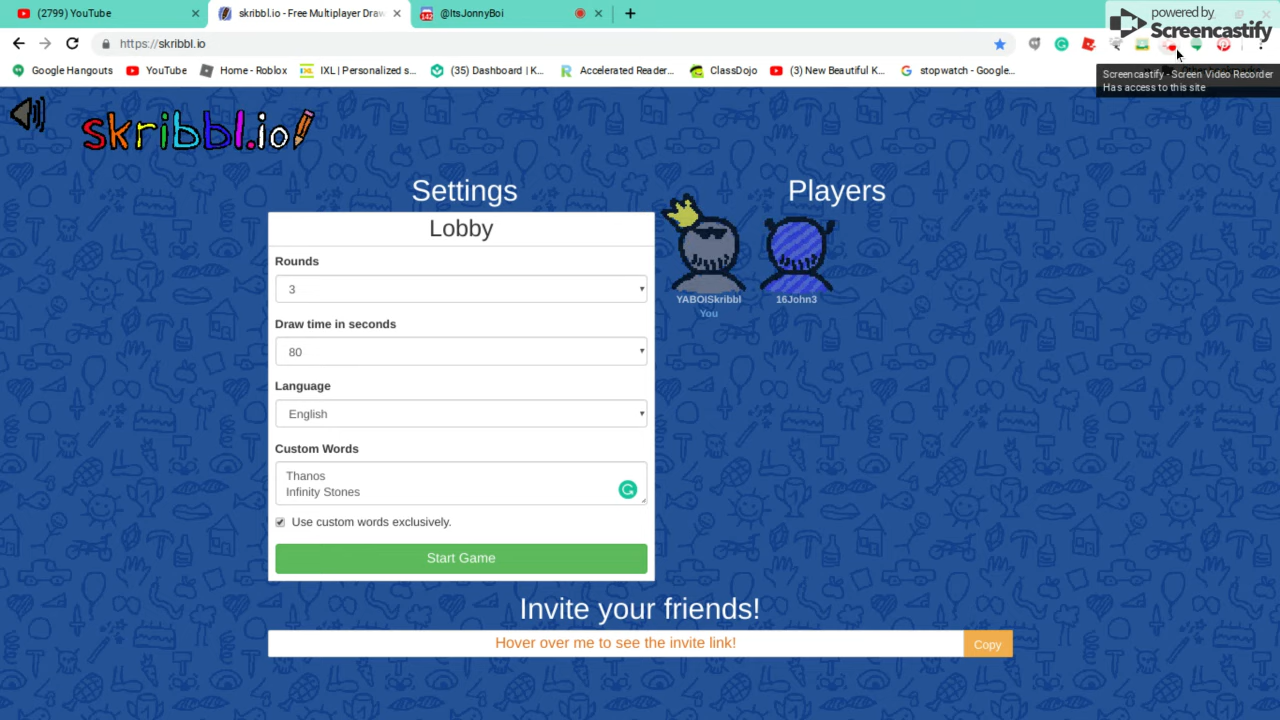 (2799) YouTube
skribbl.io - Free Multiplayer Draw
@ItsJonnyBoi
142
powered by
Screencastify
https://skribbl.io
Google Hangouts
YouTube
Home - Roblox
IXL | Personalized s...
(35) Dashboard | K...
Accelerated Reader...
ClassDojo
(3) New Beautiful K...
stopwatch - Google...
Screencastify - Screen Video Recorder
Has access to this site
skribbl.io
Settings
Players
Lobby
Rounds
3
Draw time in seconds
80
Language
English
Custom Words
Thanos
Infinity Stones
Use custom words exclusively.
Start Game
YABOISkribbl
You
16John3
Invite your friends!
Hover over me to see the invite link!
Copy